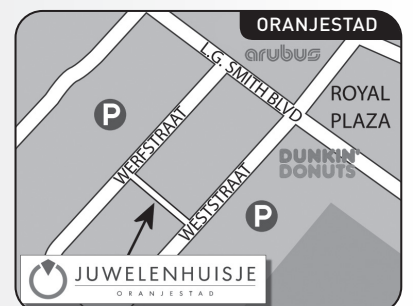 ORANJESTAD
arubus
L.G. SMITH BLVD
ROYAL
PLAZA
P
WERFSTRAAT
DUNKIN'
DONUTS
WESTSTRAAT
P
JUWELENHUISJE
ORANJESTAD